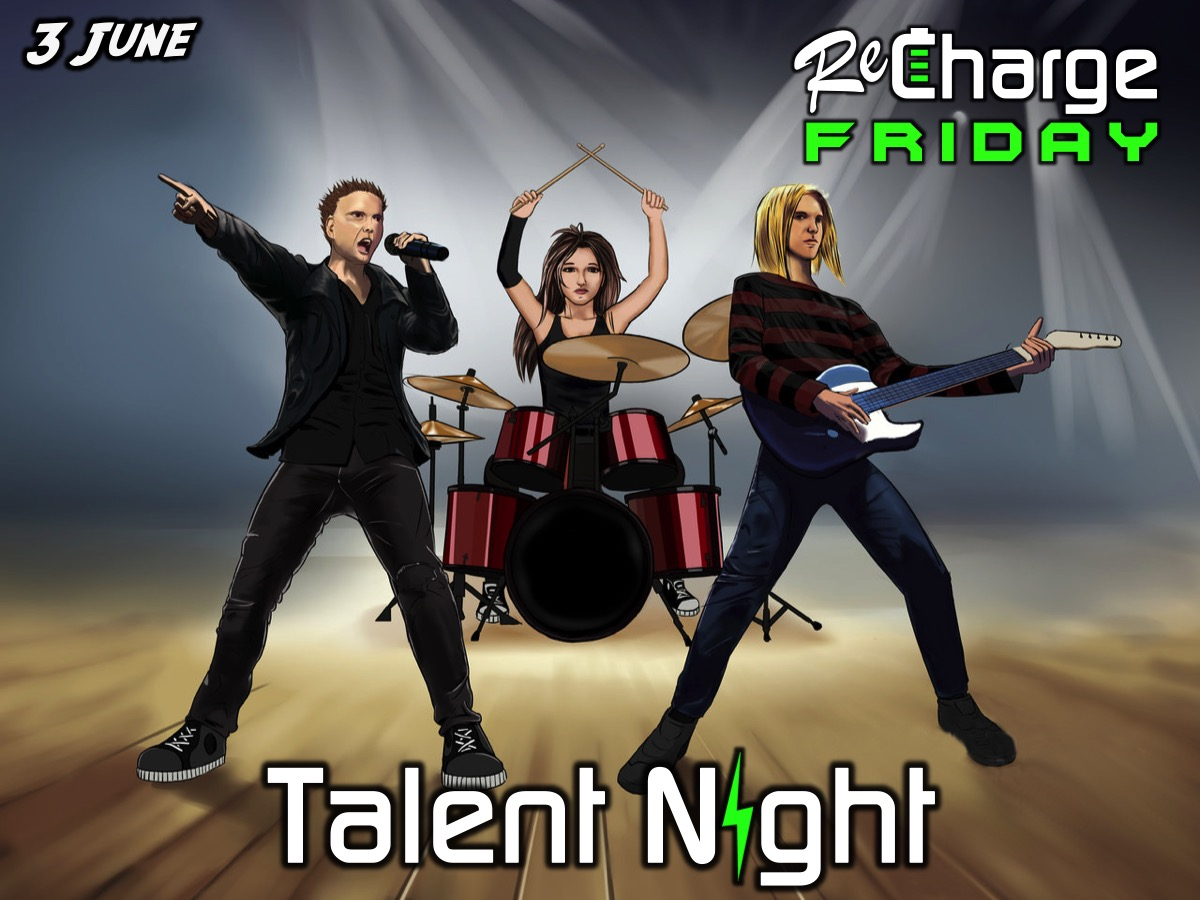 3 JUNE
ReCharge
FRIDAY
Talent Night